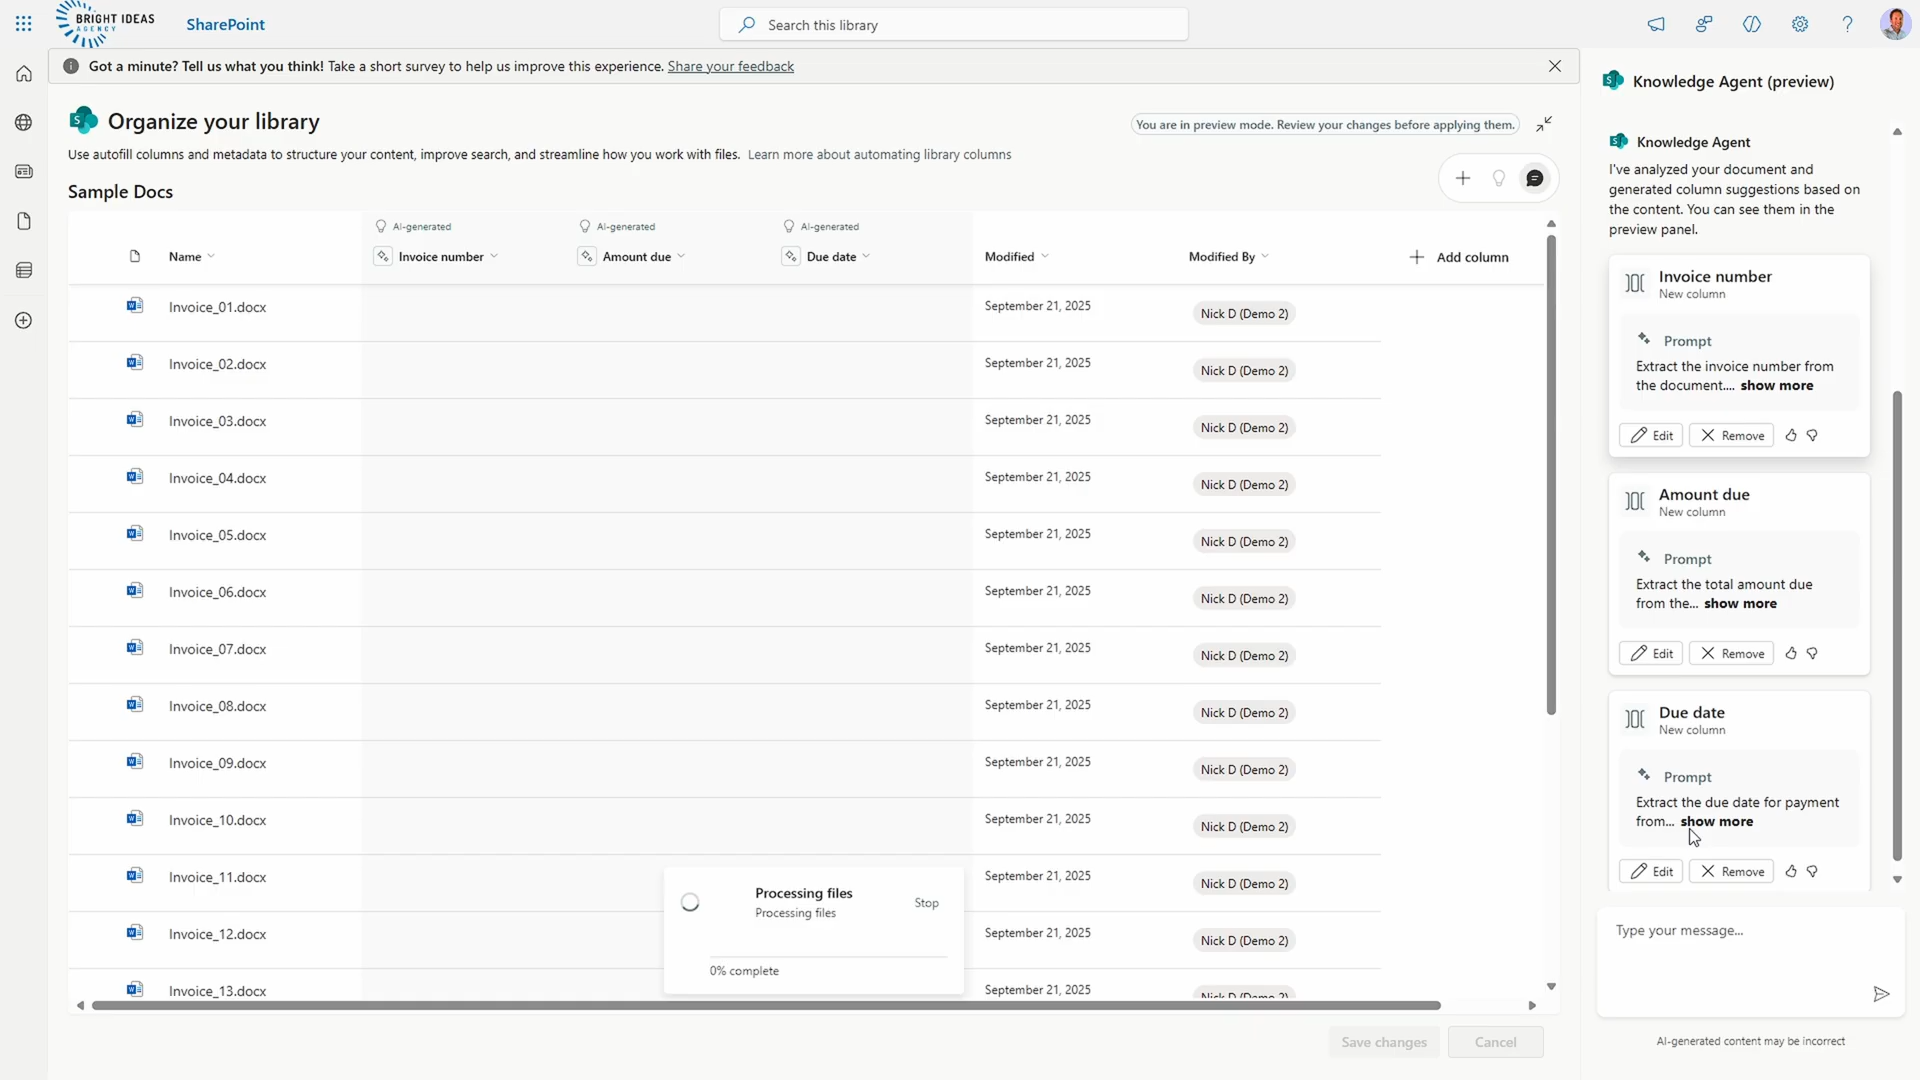 BRIGHT IDEAS
AGENCY
SharePoint
Search this library
Got a minute? Tell us what you think! Take a short survey to help us improve this experience. Share your feedback
Organize your library
You are in preview mode. Review your changes before applying them.
Use autofill columns and metadata to structure your content, improve search, and streamline how you work with files. Learn more about automating library columns
Sample Docs
AI-generated AI-generated AI-generated
Name Invoice number Amount due Due date Modified Modified By Add column
Invoice_01.docx September 21, 2025 Nick D (Demo 2)
Invoice_02.docx September 21, 2025 Nick D (Demo 2)
Invoice_03.docx September 21, 2025 Nick D (Demo 2)
Invoice_04.docx September 21, 2025 Nick D (Demo 2)
Invoice_05.docx September 21, 2025 Nick D (Demo 2)
Invoice_06.docx September 21, 2025 Nick D (Demo 2)
Invoice_07.docx September 21, 2025 Nick D (Demo 2)
Invoice_08.docx September 21, 2025 Nick D (Demo 2)
Invoice_09.docx September 21, 2025 Nick D (Demo 2)
Invoice_10.docx September 21, 2025 Nick D (Demo 2)
Invoice_11.docx September 21, 2025 Nick D (Demo 2)
Invoice_12.docx September 21, 2025 Nick D (Demo 2)
Invoice_13.docx September 21, 2025 Nick D (Demo 2)
Processing files
Processing files
Stop
0% complete
Save changes Cancel
Knowledge Agent (preview)
Knowledge Agent
I've analyzed your document and
generated column suggestions based on
the content. You can see them in the
preview panel.
Invoice number
New column
Prompt
Extract the invoice number from
the document.... show more
Edit Remove
Amount due
New column
Prompt
Extract the total amount due
from the... show more
Edit Remove
Due date
New column
Prompt
Extract the due date for payment
from... show more
Edit Remove
Type your message...
AI-generated content may be incorrect